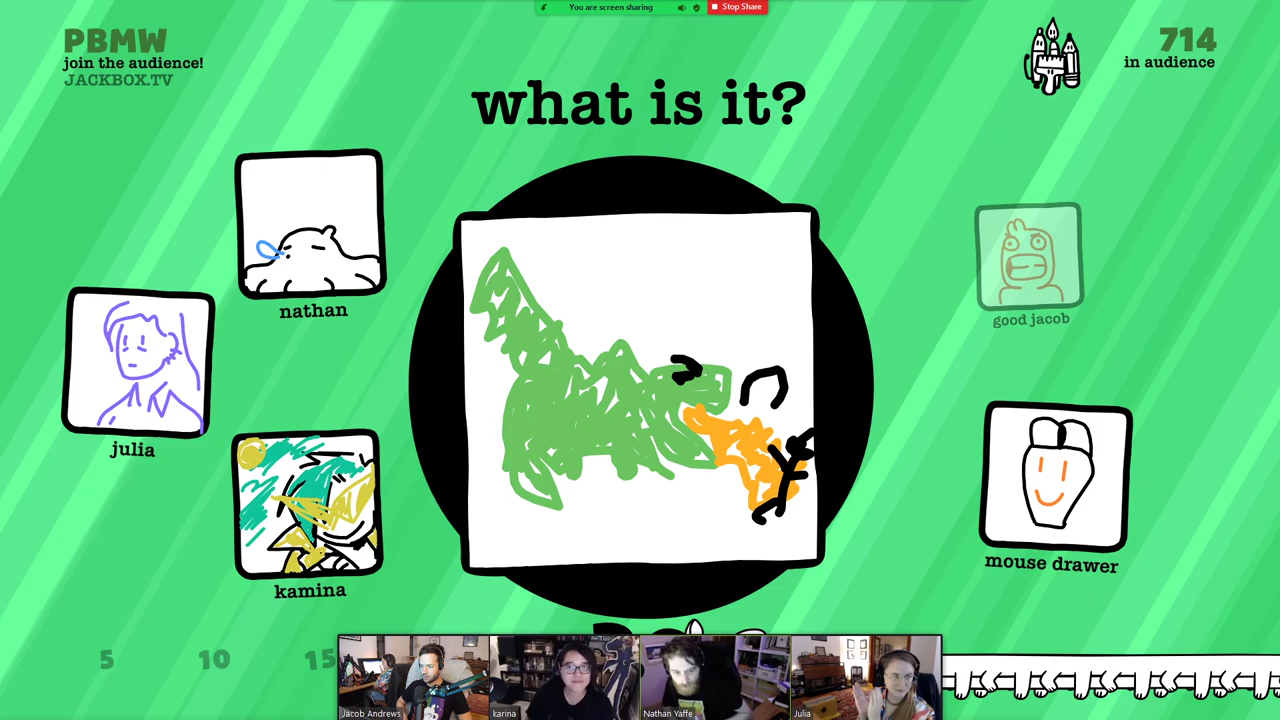 You are screen sharing
Stop Share
PBMW
join the audience!
JACKBOX.TV
714
in audience
what is it?
nathan
good jacob
julia
mouse drawer
kamina
5
10
15
Jacob Andrews
karina
Nathan Yaffe
Julia